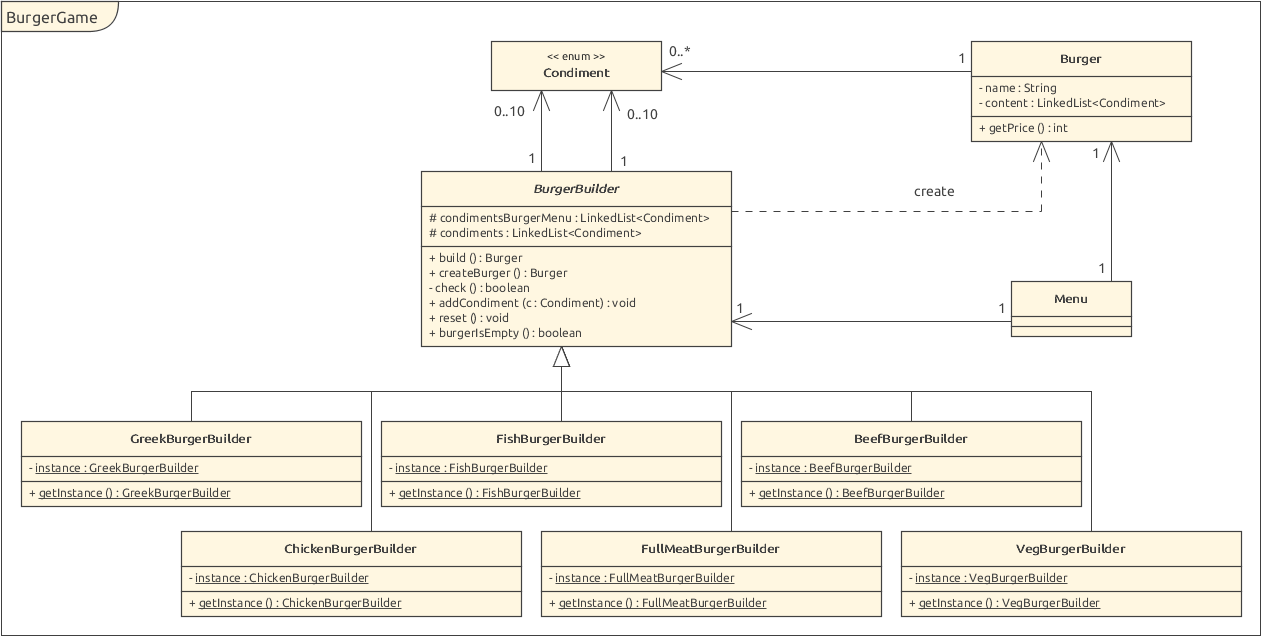 BurgerGame
<< enum >>
Condiment
0..*
1
Burger
- name : String
- content : LinkedList<Condiment>
+ getPrice () : int
0..10
0..10
1
1
1
create
BurgerBuilder
# condimentsBurgerMenu : LinkedList<Condiment>
# condiments : LinkedList<Condiment>
+ build () : Burger
+ createBurger () : Burger
- check () : boolean
+ addCondiment (c : Condiment) : void
+ reset () : void
+ burgerIsEmpty () : boolean
1
Menu
1
1
GreekBurgerBuilder
- instance : GreekBurgerBuilder
+ getInstance () : GreekBurgerBuilder
FishBurgerBuilder
- instance : FishBurgerBuilder
+ getInstance () : FishBurgerBuilder
BeefBurgerBuilder
- instance : BeefBurgerBuilder
+ getInstance () : BeefBurgerBuilder
ChickenBurgerBuilder
- instance : ChickenBurgerBuilder
+ getInstance () : ChickenBurgerBuilder
FullMeatBurgerBuilder
- instance : FullMeatBurgerBuilder
+ getInstance () : FullMeatBurgerBuilder
VegBurgerBuilder
- instance : VegBurgerBuilder
+ getInstance () : VegBurgerBuilder